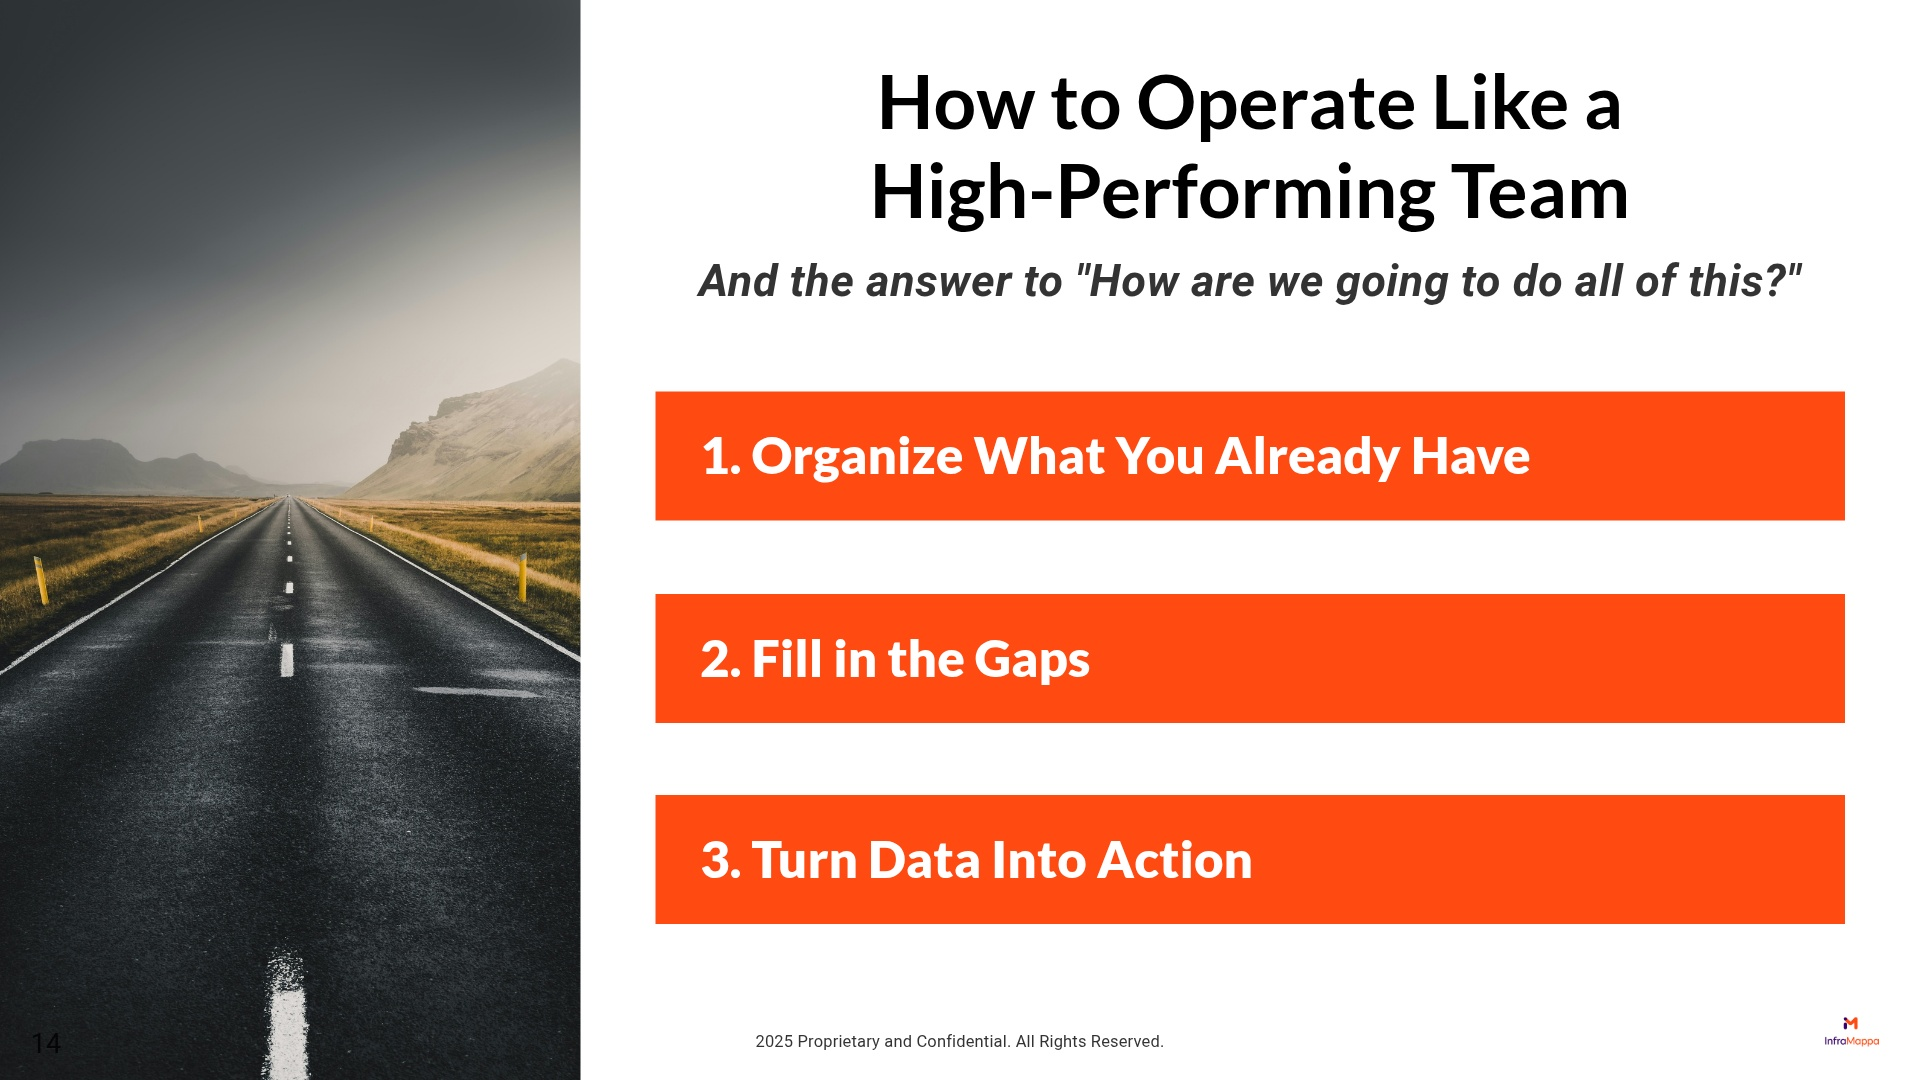 How to Operate Like a
High-Performing Team
And the answer to "How are we going to do all of this?"
1. Organize What You Already Have
2. Fill in the Gaps
3. Turn Data Into Action
14
2025 Proprietary and Confidential. All Rights Reserved.
InfraMappa